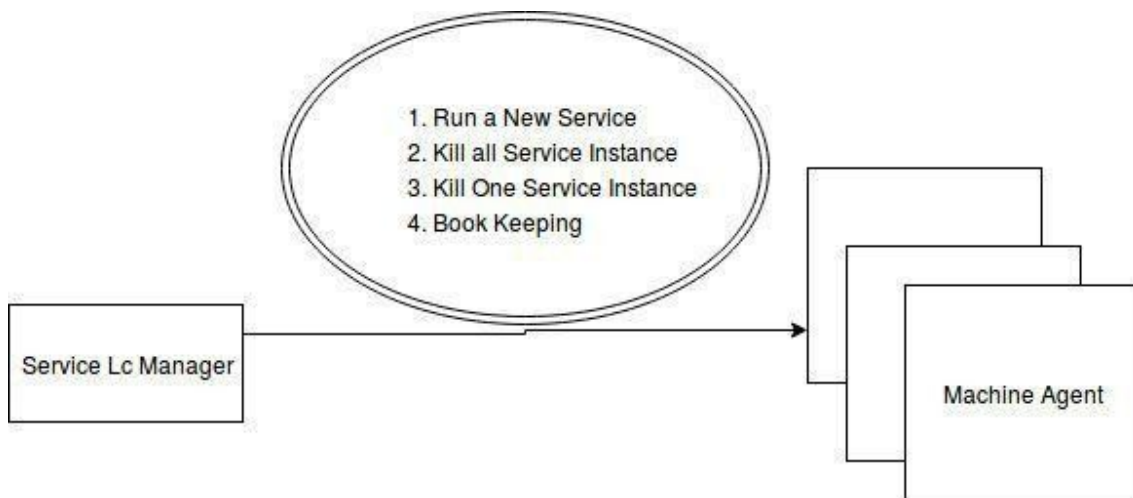 1. Run a New Service
2. Kill all Service Instance
3. Kill One Service Instance
4. Book Keeping
Service Lc Manager
Machine Agent